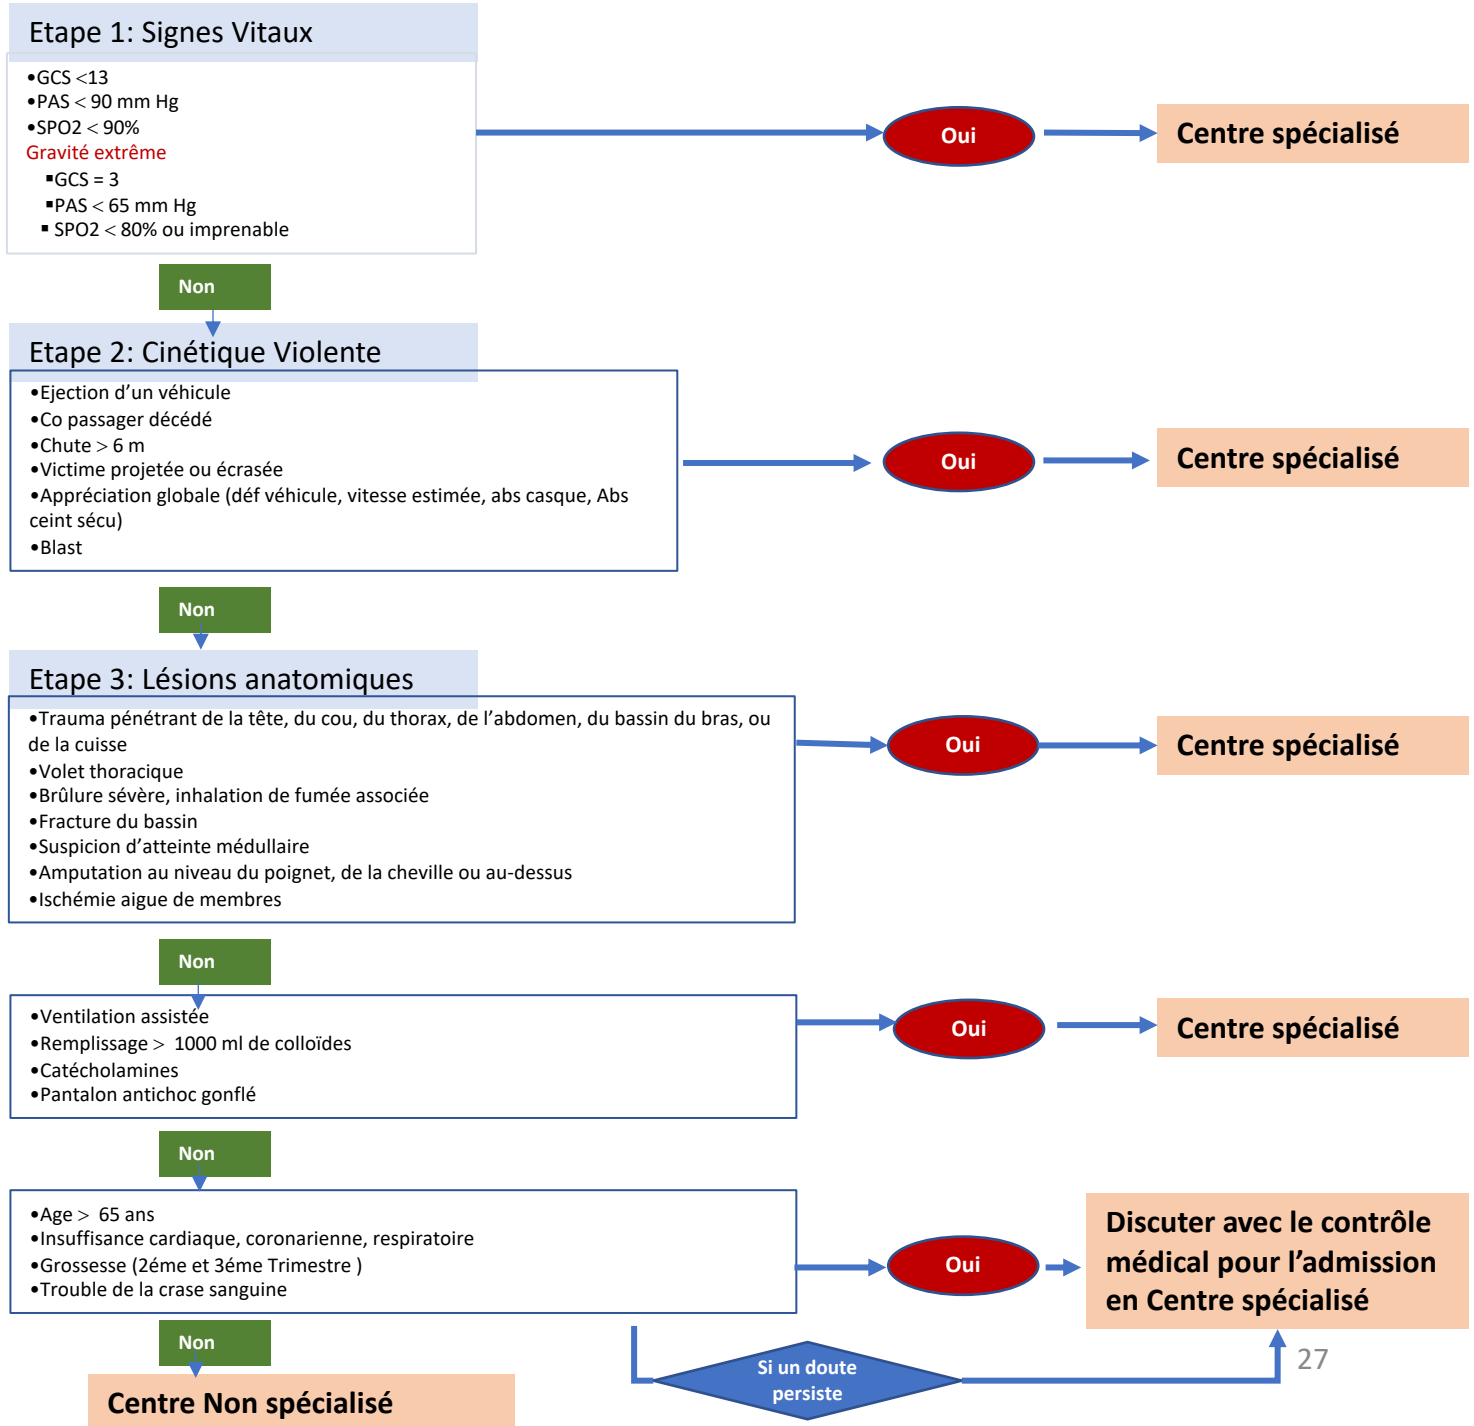 Etape 1: Signes Vitaux
•GCS <13
•PAS < 90 mm Hg
•SPO2 < 90%
Gravité extrême
▪GCS = 3
▪PAS < 65 mm Hg
▪ SPO2 < 80% ou imprenable
Oui
Centre spécialisé
Non
Etape 2: Cinétique Violente
•Ejection d’un véhicule
•Co passager décédé
•Chute > 6 m
•Victime projetée ou écrasée
•Appréciation globale (déf véhicule, vitesse estimée, abs casque, Abs
ceint sécu)
•Blast
Oui
Centre spécialisé
Non
Etape 3: Lésions anatomiques
•Trauma pénétrant de la tête, du cou, du thorax, de l’abdomen, du bassin du bras, ou
de la cuisse
•Volet thoracique
•Brûlure sévère, inhalation de fumée associée
•Fracture du bassin
•Suspicion d’atteinte médullaire
•Amputation au niveau du poignet, de la cheville ou au-dessus
•Ischémie aigue de membres
Oui
Centre spécialisé
Non
•Ventilation assistée
•Remplissage > 1000 ml de colloïdes
•Catécholamines
•Pantalon antichoc gonflé
Oui
Centre spécialisé
Non
•Age > 65 ans
•Insuffisance cardiaque, coronarienne, respiratoire
•Grossesse (2éme et 3éme Trimestre )
•Trouble de la crase sanguine
Oui
Discuter avec le contrôle
médical pour l’admission
en Centre spécialisé
Non
Si un doute
persiste
27
Centre Non spécialisé